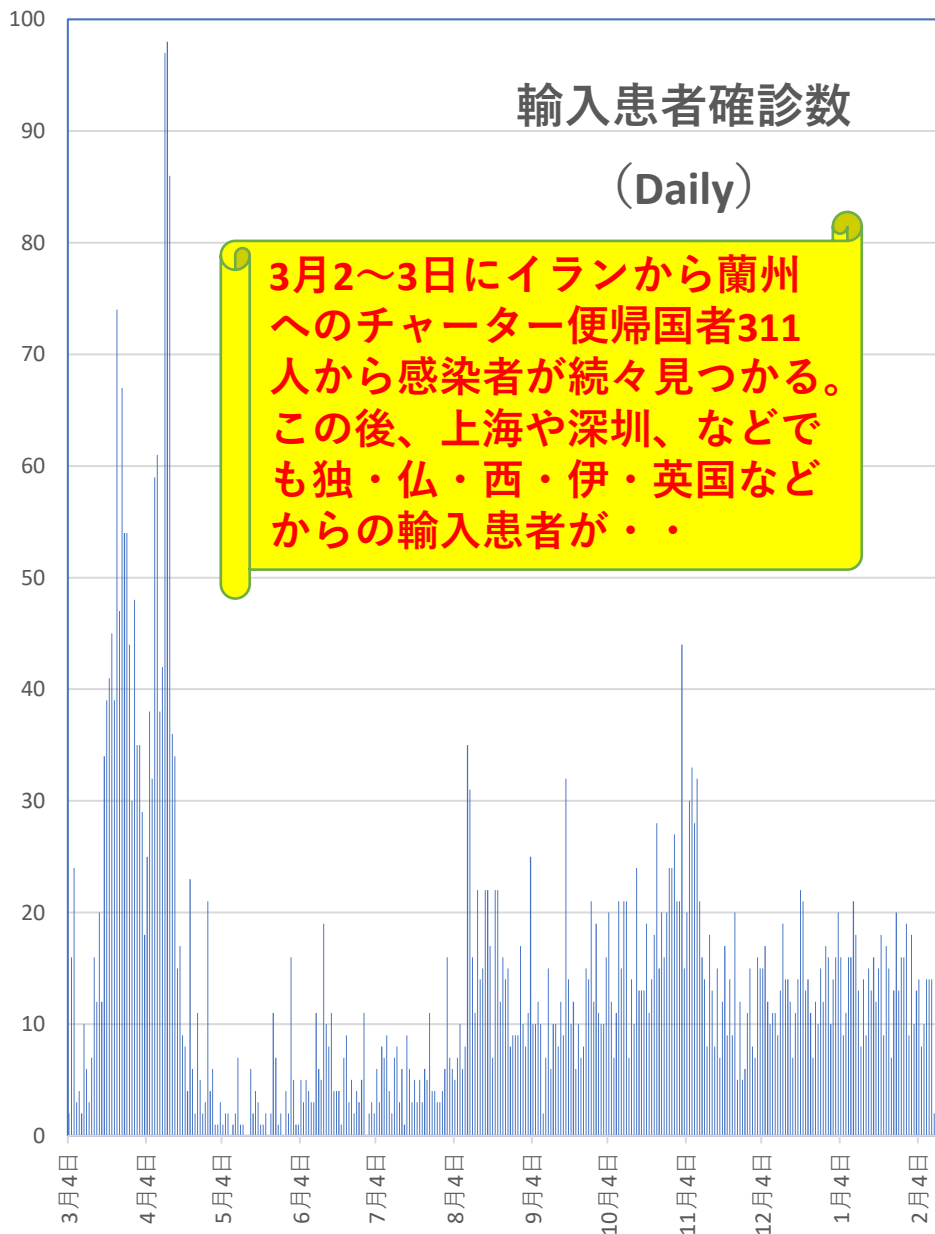 輸入患者確診数
（Daily）
3月2～3日にイランから蘭州
へのチャーター便帰国者311
人から感染者が続々見つかる。
この後、上海や深圳、などで
も独・仏・西・伊・英国など
からの輸入患者が・・
100
90
80
70
60
50
40
30
20
10
0
3月4日
4月4日
5月4日
6月4日
7月4日
8月4日
9月4日
10月4日
11月4日
12月4日
1月4日
2月4日